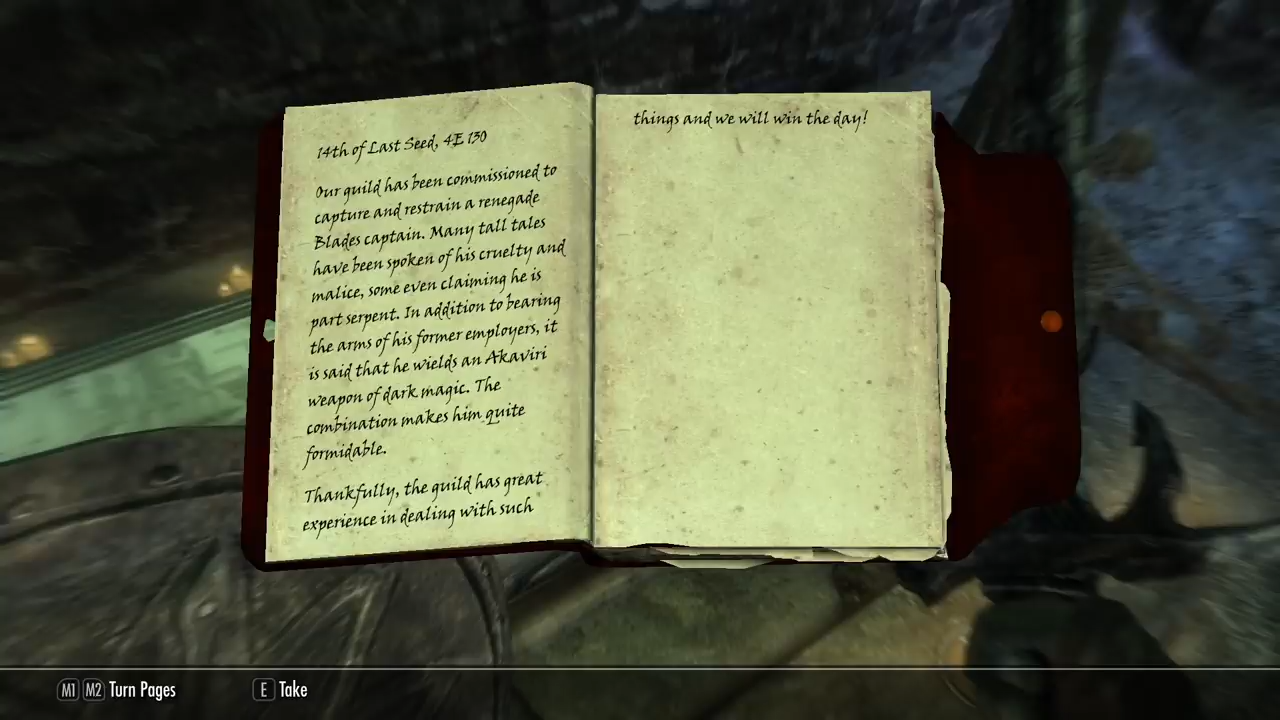 14th of Last Seed, 4E 130
Our guild has been commissioned to
capture and restrain a renegade
Blades captain. Many tall tales
have been spoken of his cruelty and
malice, some even claiming he is
part serpent. In addition to bearing
the arms of his former employers, it
is said that he wields an Akaviri
weapon of dark magic. The
combination makes him quite
formidable.
Thankfully, the guild has great
experience in dealing with such
things and we will win the day!
M1 M2 Turn Pages
E Take